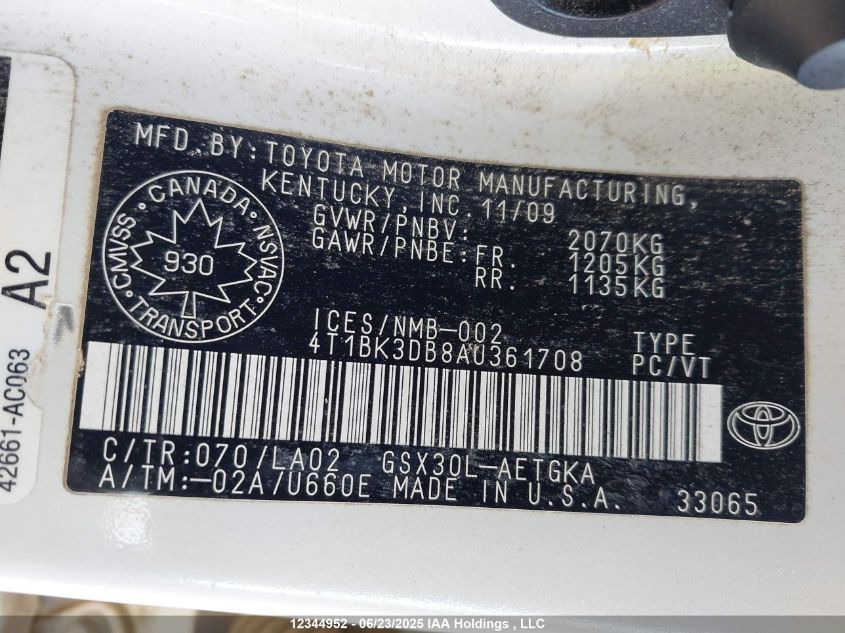 MFD.BY:TOYOTA MOTOR MANUFACTURING,
KENTUCKY,INC. 11/09
GVWR/PNBV: 2070KG
GAWR/PNBE:FR. 1205KG
RR. 1135KG
CANADA
CMVSS NSVAC
930
TRANSPORT
ICES/NMB-002
4T1BK3DB8AU361708
TYPE
PC/VT
C/TR:070/LA02 GSX30L-AETGKA
A/TM:-02A/U660E MADE IN U.S.A. 33065
A2
42661-AC063
12344952 - 06/23/2025 IAA Holdings , LLC